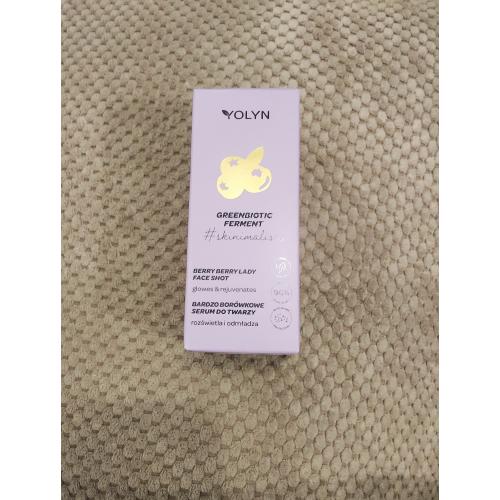 YOLYN
GREENBIOTIC
FERMENT
BERRY BERRY LADY
FACE SHOT
glowes & rejuvenates
BARDZO BORÓWKOWE
SERUM DO TWARZY
rozświetla i odmładza